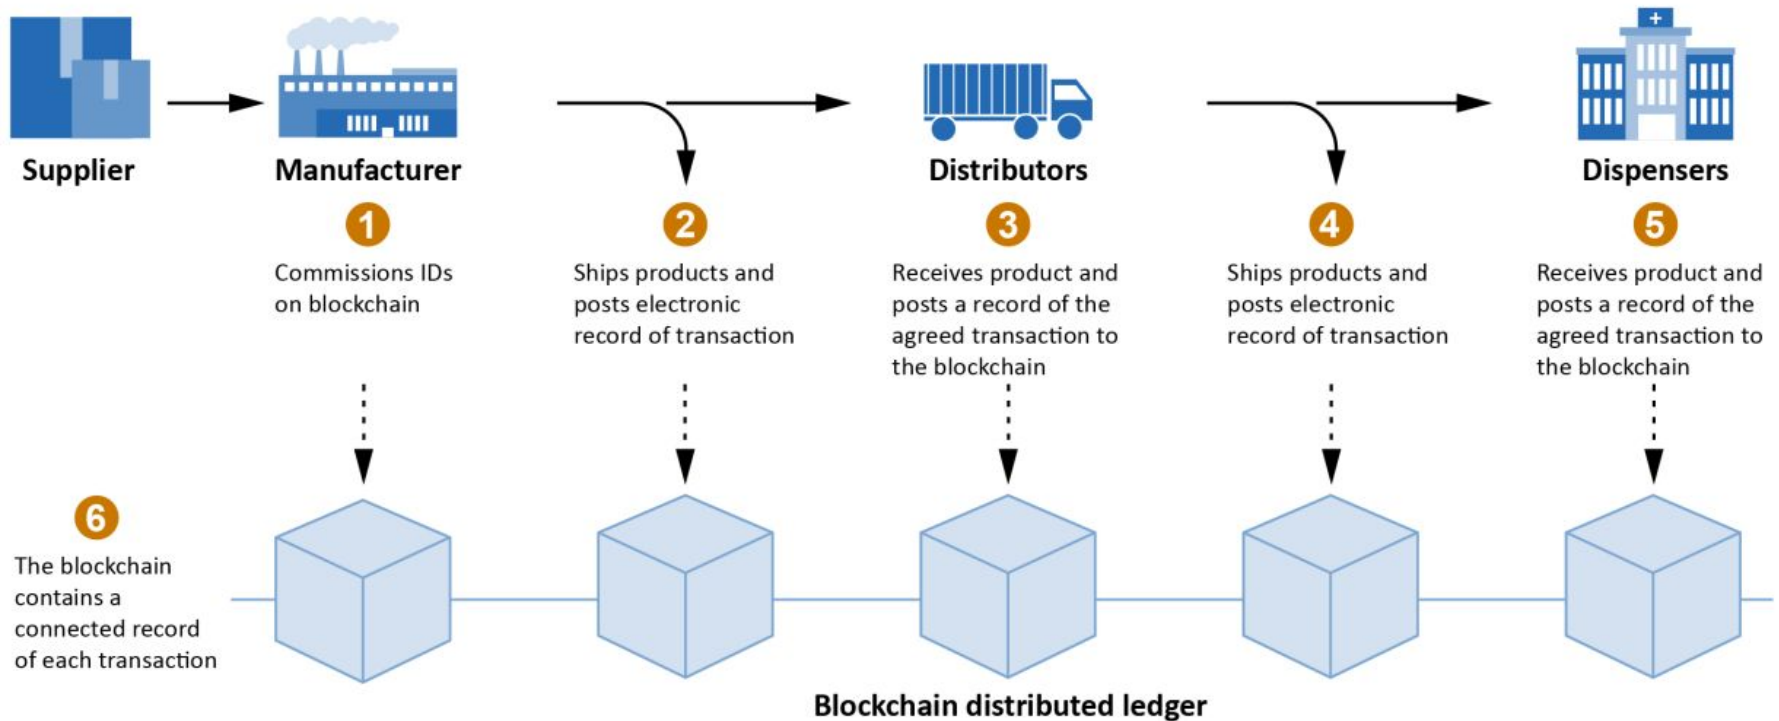 Supplier
Manufacturer
Distributors
Dispensers
1
Commissions IDs
on blockchain
2
Ships products and
posts electronic
record of transaction
3
Receives product and
posts a record of the
agreed transaction to
the blockchain
4
Ships products and
posts electronic
record of transaction
5
Receives product and
posts a record of the
agreed transaction to
the blockchain
6
The blockchain
contains a
connected record
of each transaction
Blockchain distributed ledger